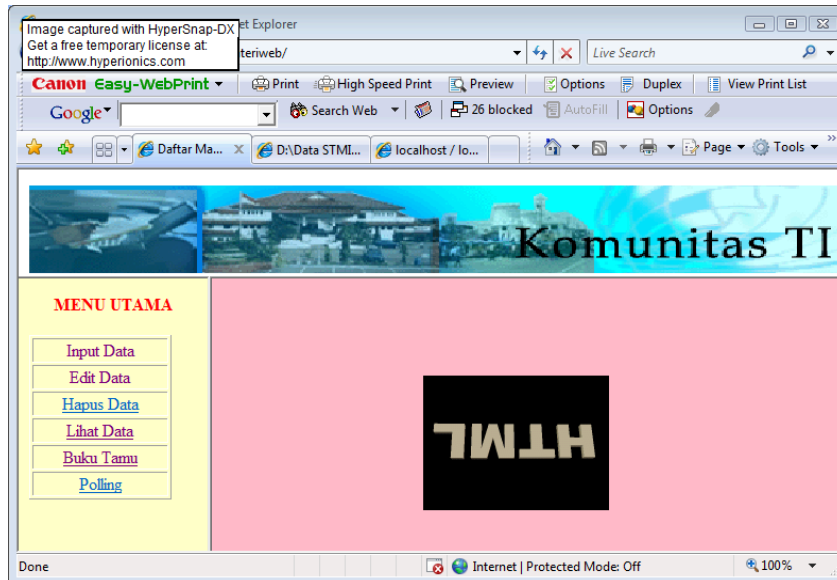 Image captured with HyperSnap-DX
Get a free temporary license at:
http://www.hyperionics.com
et Explorer
teriweb/
Live Search
Canon Easy-WebPrint Print High Speed Print Preview Options Duplex View Print List
Google Search Web 26 blocked AutoFill Options
Daftar Ma... D:\Data STMI... localhost / lo... Page Tools »
Komunitas TI
MENU UTAMA
Input Data
Edit Data
Hapus Data
Lihat Data
Buku Tamu
Polling
HTML
Done Internet | Protected Mode: Off 100%